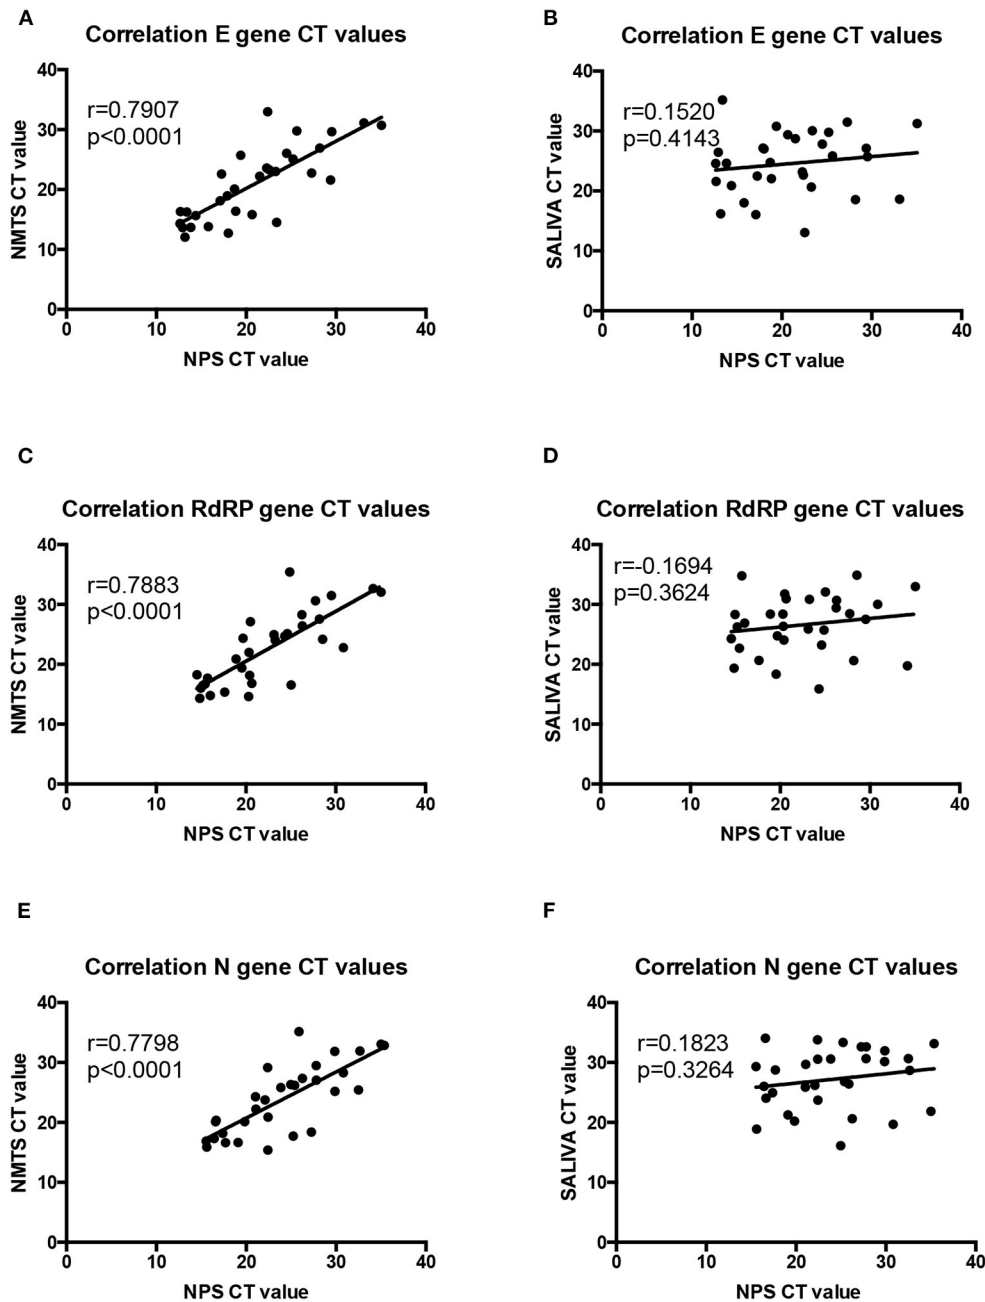 A
Correlation E gene CT values
r=0.7907
p<0.0001
40
30
20
10
0
NMTS CT value
0 10 20 30 40
NPS CT value
B
Correlation E gene CT values
r=0.1520
p=0.4143
40
30
20
10
0
SALIVA CT value
0 10 20 30 40
NPS CT value
C
Correlation RdRP gene CT values
r=0.7883
p<0.0001
40
30
20
10
0
NMTS CT value
0 10 20 30 40
NPS CT value
D
Correlation RdRP gene CT values
r=-0.1694
p=0.3624
40
30
20
10
0
SALIVA CT value
0 10 20 30 40
NPS CT value
E
Correlation N gene CT values
r=0.7798
p<0.0001
40
30
20
10
0
NMTS CT value
0 10 20 30 40
NPS CT value
F
Correlation N gene CT values
r=0.1823
p=0.3264
40
30
20
10
0
SALIVA CT value
0 10 20 30 40
NPS CT value